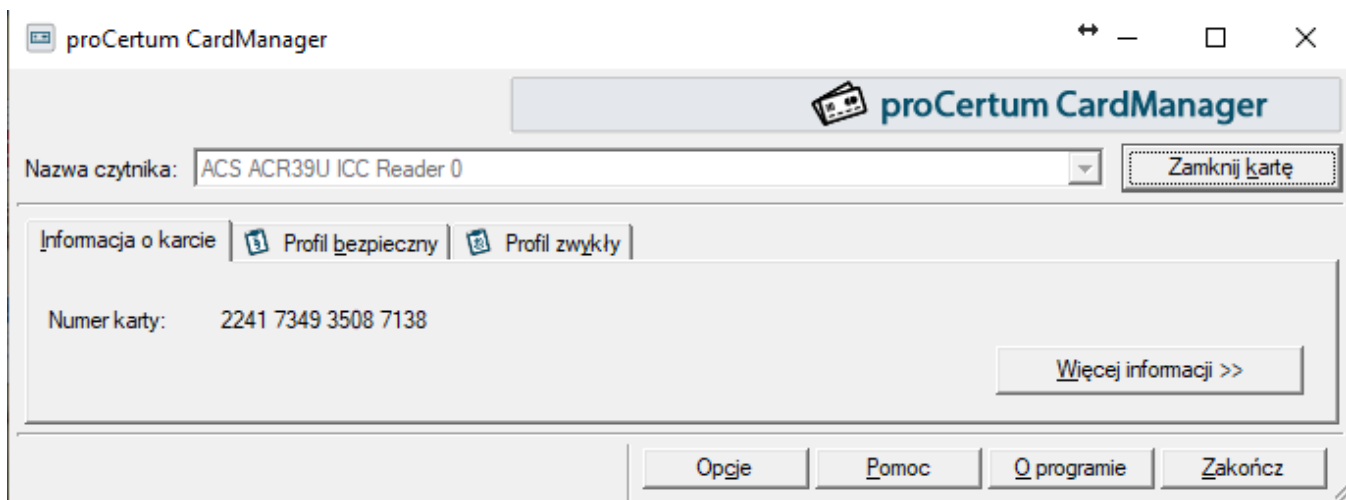 proCertum CardManager
proCertum CardManager
Nazwa czytnika: ACS ACR39U ICC Reader 0 Zamknij kartę
Informacja o karcie Profil bezpieczny Profil zwykły
Numer karty: 2241 7349 3508 7138
Więcej informacji >>
Opcje Pomoc O programie Zakończ